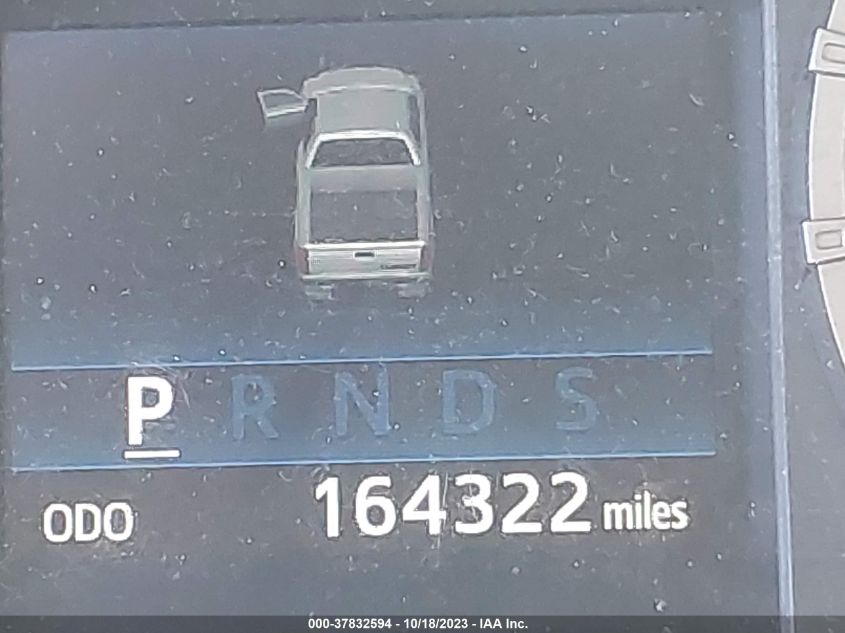 P R N D S
ODO 164322 miles
000-37832594 - 10/18/2023 - IAA Inc.